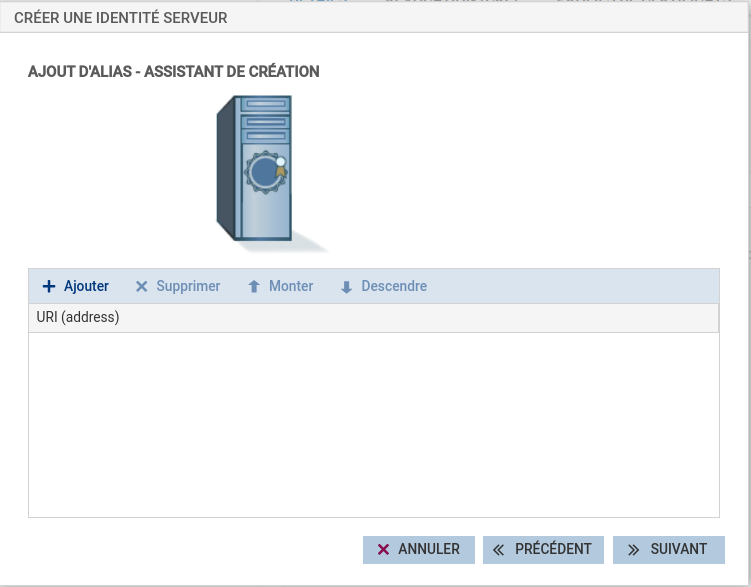 CRÉER UNE IDENTITÉ SERVEUR
AJOUT D'ALIAS - ASSISTANT DE CRÉATION
Ajouter Supprimer Monter Descendre
URI (address)
ANNULER PRÉCÉDENT SUIVANT